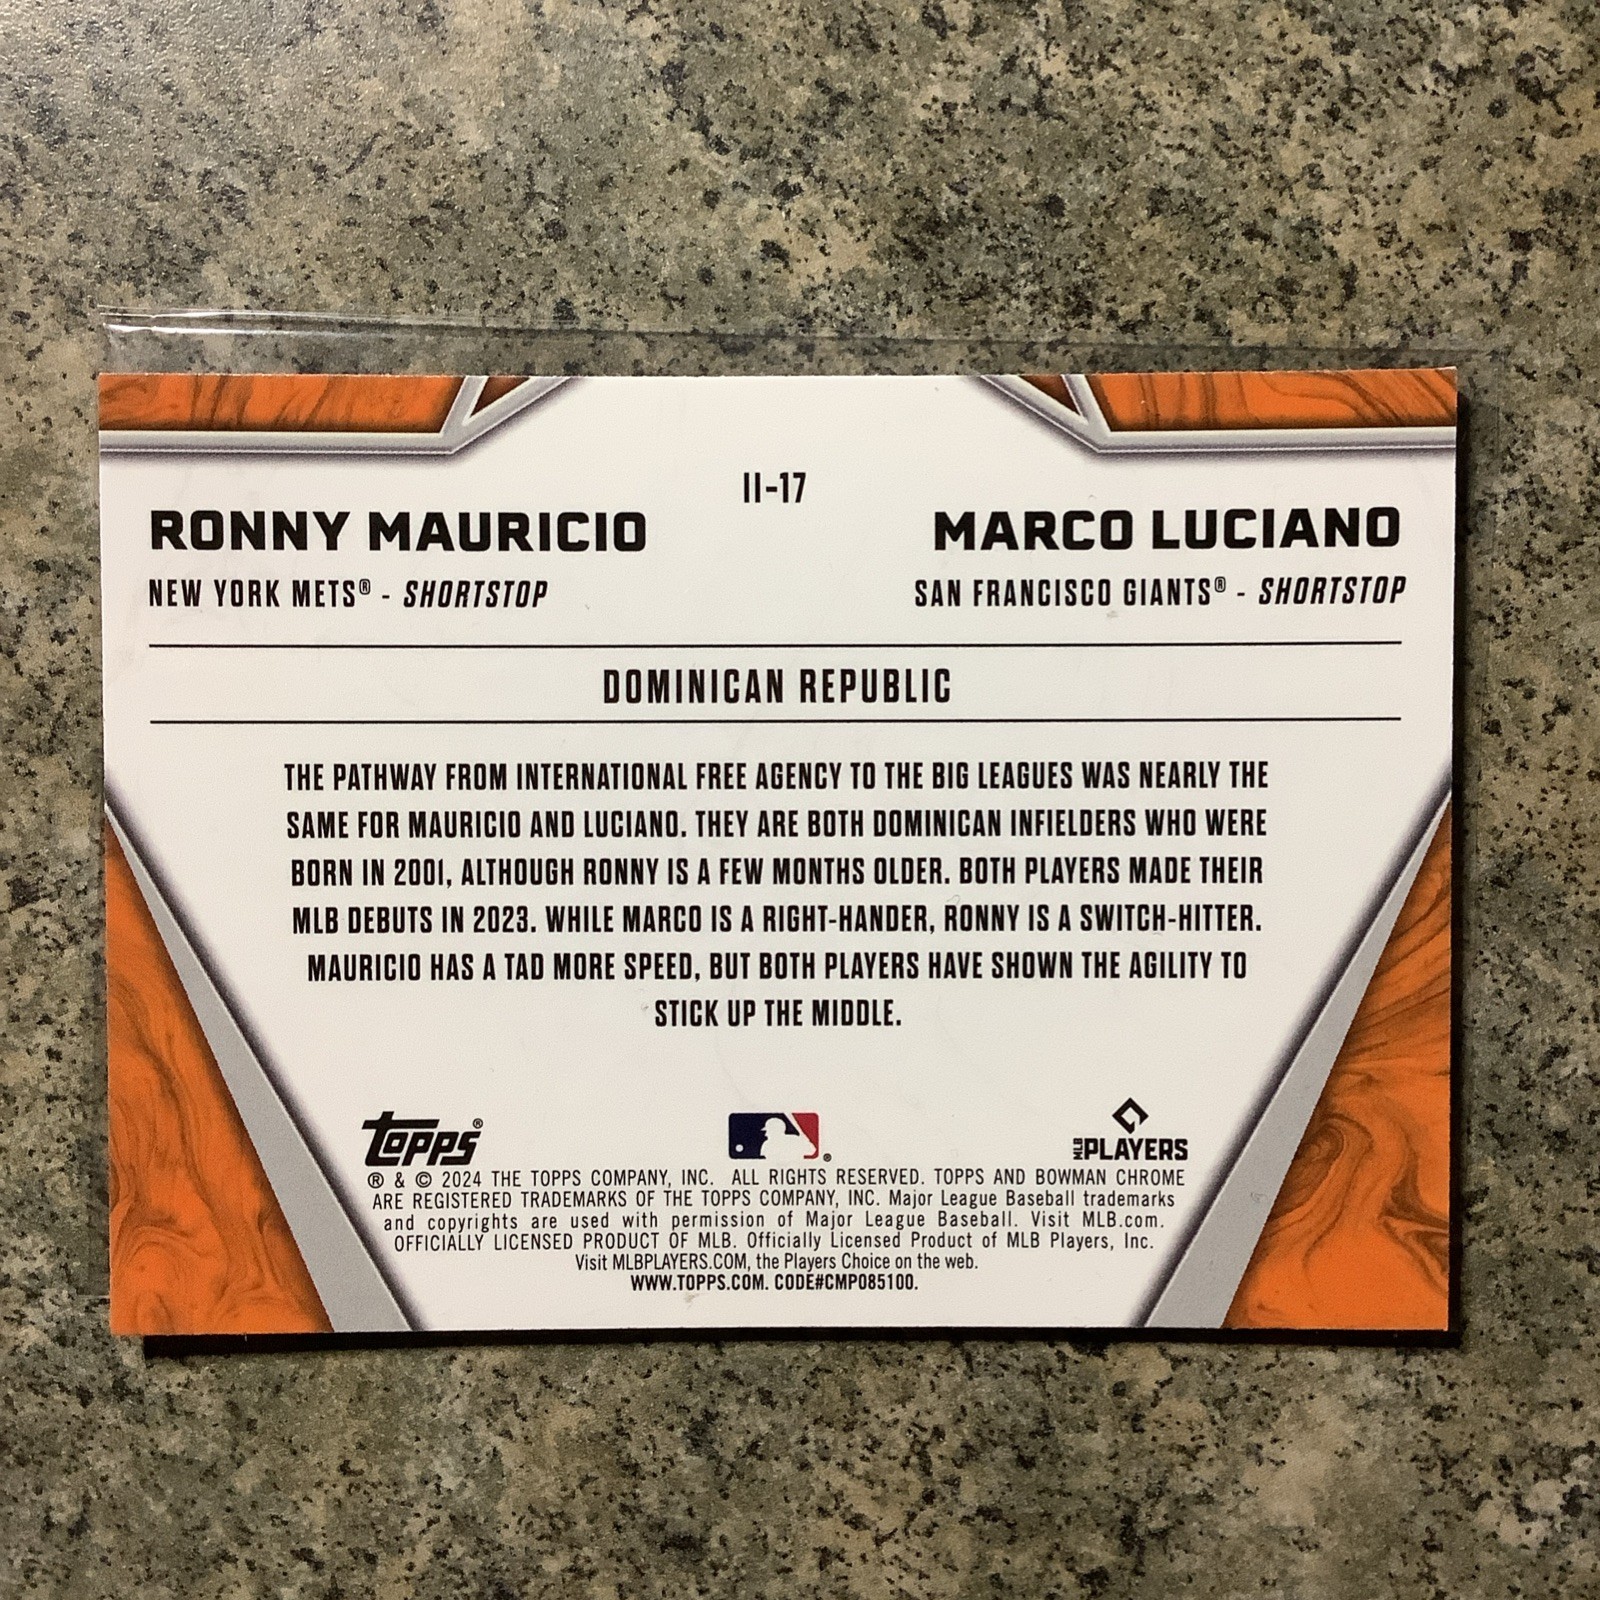 II-17
RONNY MAURICIO
NEW YORK METS® - SHORTSTOP
MARCO LUCIANO
SAN FRANCISCO GIANTS® - SHORTSTOP
DOMINICAN REPUBLIC
THE PATHWAY FROM INTERNATIONAL FREE AGENCY TO THE BIG LEAGUES WAS NEARLY THE
SAME FOR MAURICIO AND LUCIANO. THEY ARE BOTH DOMINICAN INFIELDERS WHO WERE
BORN IN 2001, ALTHOUGH RONNY IS A FEW MONTHS OLDER. BOTH PLAYERS MADE THEIR
MLB DEBUTS IN 2023. WHILE MARCO IS A RIGHT-HANDER, RONNY IS A SWITCH-HITTER.
MAURICIO HAS A TAD MORE SPEED, BUT BOTH PLAYERS HAVE SHOWN THE AGILITY TO
STICK UP THE MIDDLE.
topps®
®
MLB PLAYERS
® & © 2024 THE TOPPS COMPANY, INC. ALL RIGHTS RESERVED. TOPPS AND BOWMAN CHROME
ARE REGISTERED TRADEMARKS OF THE TOPPS COMPANY, INC. Major League Baseball trademarks
and copyrights are used with permission of Major League Baseball. Visit MLB.com.
OFFICIALLY LICENSED PRODUCT OF MLB. Officially Licensed Product of MLB Players, Inc.
Visit MLBPLAYERS.COM, the Players Choice on the web.
WWW.TOPPS.COM. CODE#CMP085100.